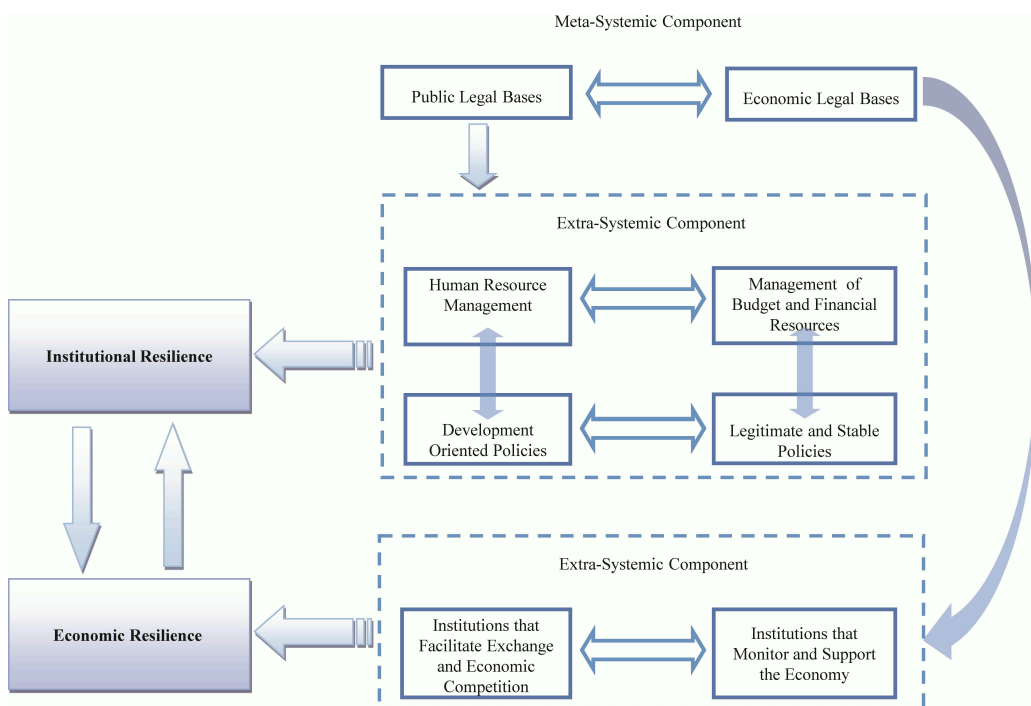 Meta-Systemic Component
Public Legal Bases
Economic Legal Bases
Extra-Systemic Component
Human Resource
Management
Management of
Budget and Financial
Resources
Institutional Resilience
Development
Oriented Policies
Legitimate and Stable
Policies
Extra-Systemic Component
Economic Resilience
Institutions that
Facilitate Exchange
and Economic
Competition
Institutions that
Monitor and Support
the Economy